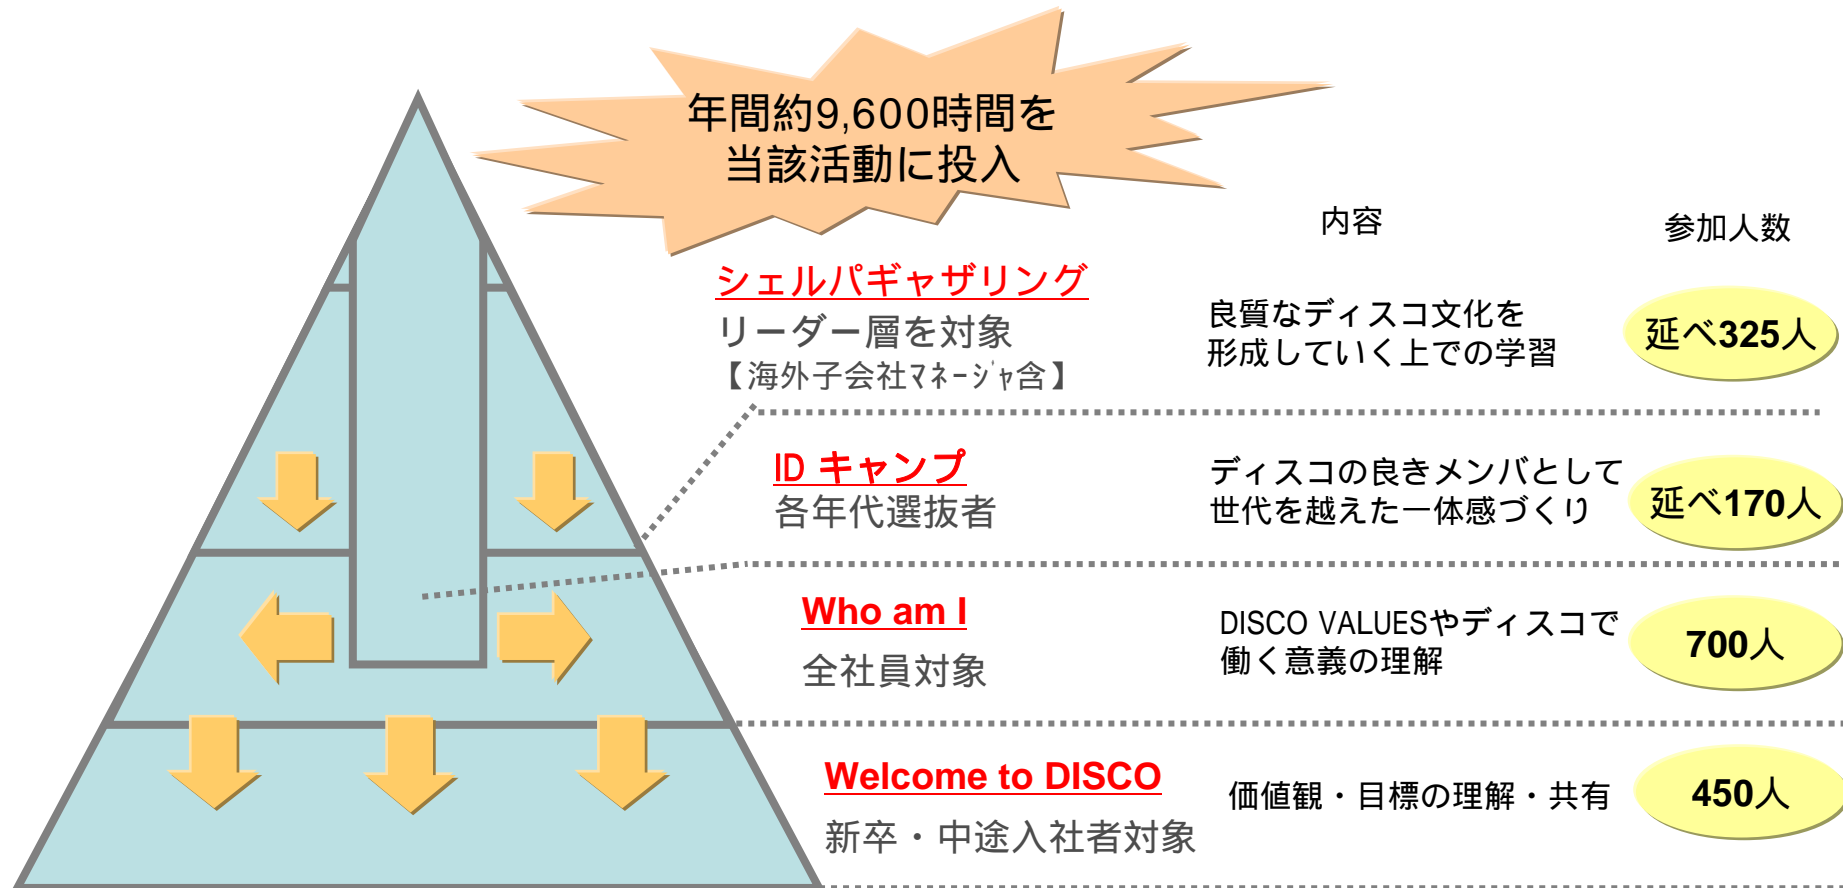 年間約9,600時間を
当該活動に投入
内容
参加人数
シェルパギャザリング
リーダー層を対象
【海外子会社ﾏﾈｰｼﾞｬ含】
良質なディスコ文化を
形成していく上での学習
延べ325人
ID キャンプ
各年代選抜者
ディスコの良きメンバとして
世代を越えた一体感づくり
延べ170人
Who am I
全社員対象
DISCO VALUESやディスコで
働く意義の理解
700人
Welcome to DISCO
新卒・中途入社者対象
価値観・目標の理解・共有
450人